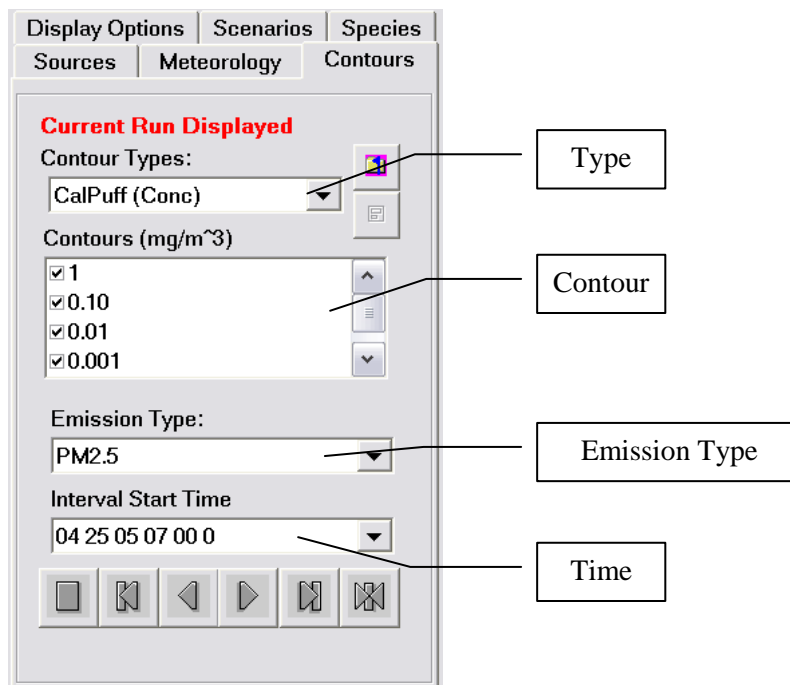 Display Options Scenarios Species
Sources Meteorology Contours
Current Run Displayed
Contour Types:
CalPuff (Conc)
Contours (mg/m^3)
1
0.10
0.01
0.001
Emission Type:
PM2.5
Interval Start Time
04 25 05 07 00 0
Type
Contour
Emission Type
Time